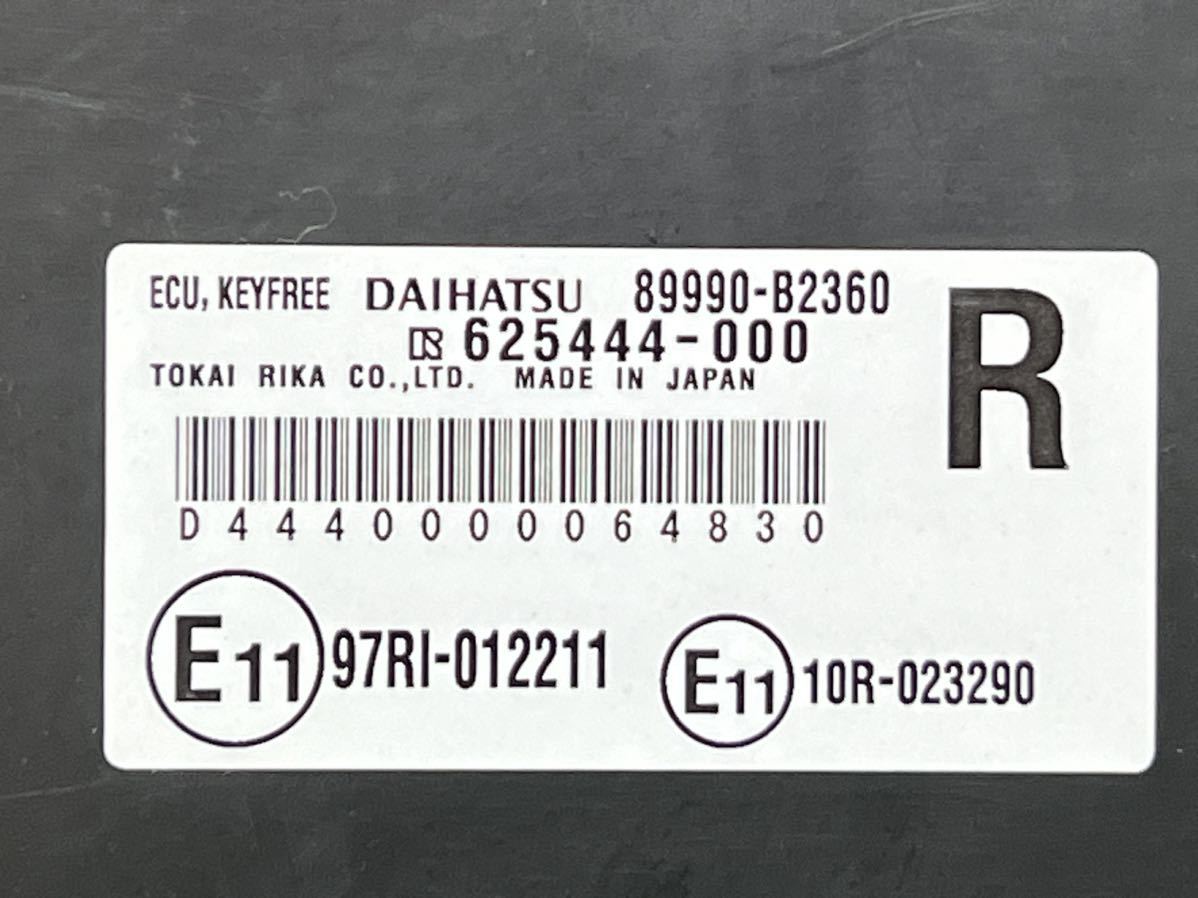 ECU, KEYFREE DAIHATSU 89990-B2360
625444-000
TOKAI RIKA CO.,LTD. MADE IN JAPAN
R
D4440000064830
E11 97RI-012211
E11 10R-023290